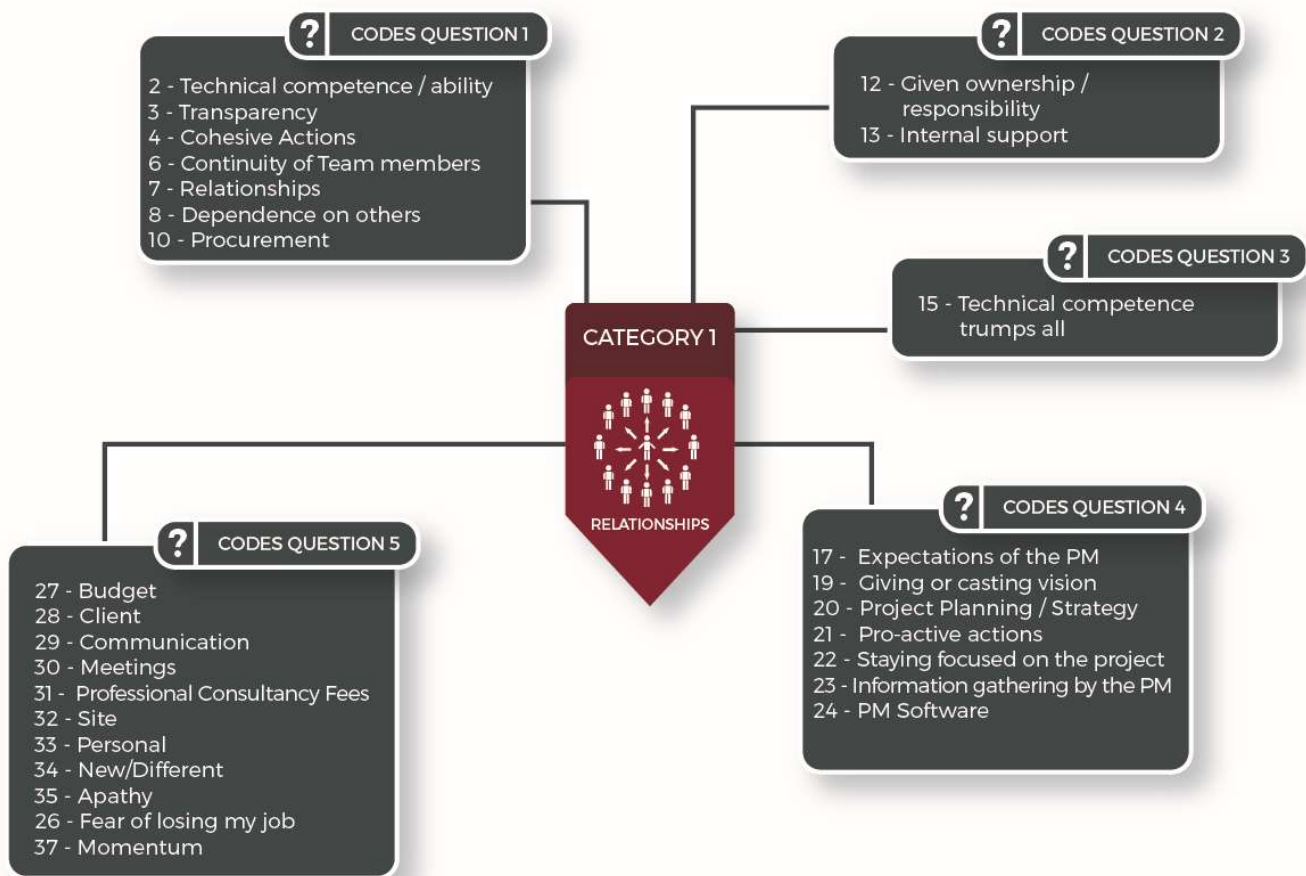 ? CODES QUESTION 1
2 - Technical competence / ability
3 - Transparency
4 - Cohesive Actions
6 - Continuity of Team members
7 - Relationships
8 - Dependence on others
10 - Procurement
? CODES QUESTION 2
12 - Given ownership /
responsibility
13 - Internal support
? CODES QUESTION 3
15 - Technical competence
trumps all
CATEGORY 1
RELATIONSHIPS
? CODES QUESTION 4
17 - Expectations of the PM
19 - Giving or casting vision
20 - Project Planning / Strategy
21 - Pro-active actions
22 - Staying focused on the project
23 - Information gathering by the PM
24 - PM Software
? CODES QUESTION 5
27 - Budget
28 - Client
29 - Communication
30 - Meetings
31 - Professional Consultancy Fees
32 - Site
33 - Personal
34 - New/Different
35 - Apathy
26 - Fear of losing my job
37 - Momentum